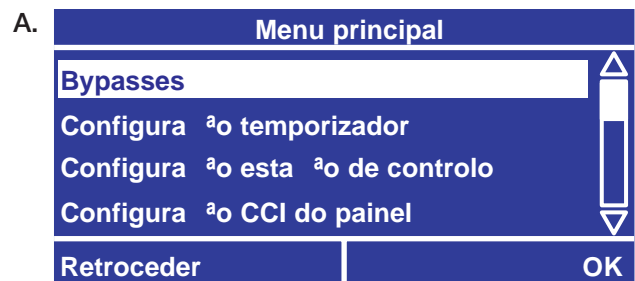 A.
Menu principal
Bypasses
Configura ªo temporizador
Configura ªo esta ªo de controlo
Configura ªo CCI do painel
Retroceder OK